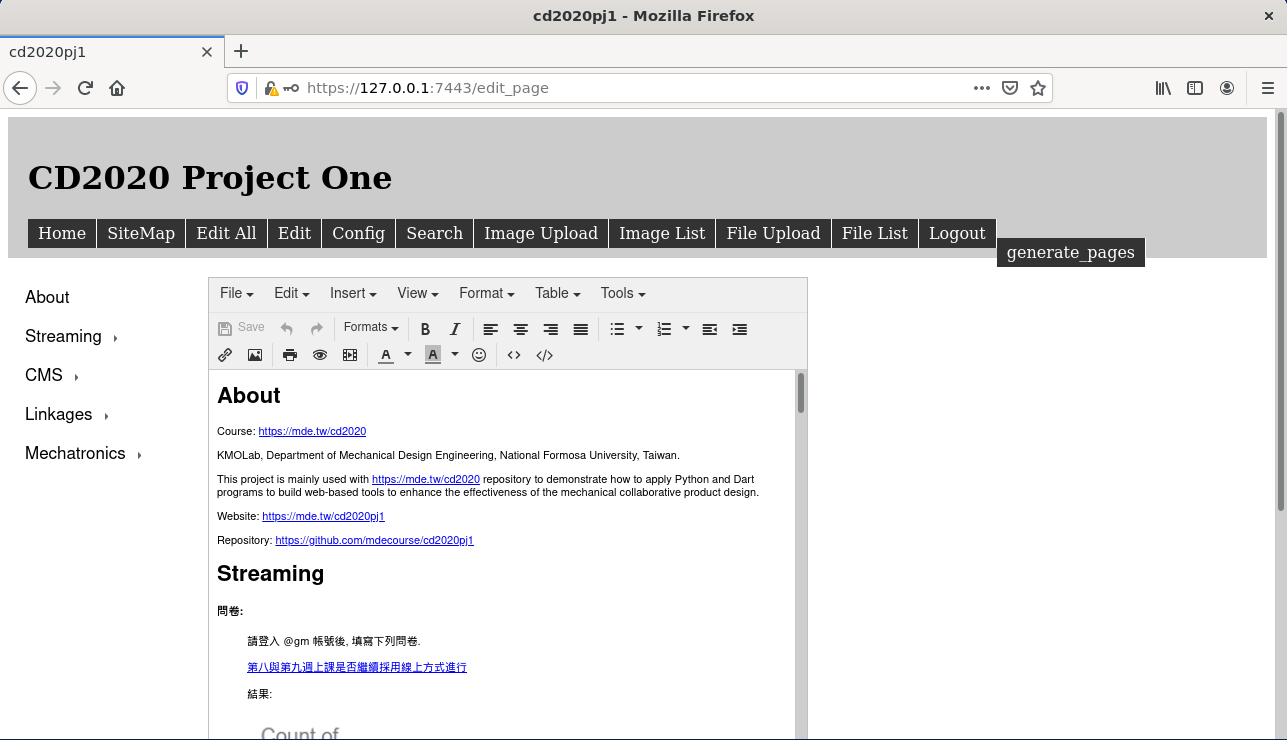 cd2020pj1 - Mozilla Firefox
cd2020pj1
https://127.0.0.1:7443/edit_page
CD2020 Project One
Home SiteMap Edit All Edit Config Search Image Upload Image List File Upload File List Logout
generate_pages
About
Streaming
CMS
Linkages
Mechatronics
File Edit Insert View Format Table Tools
Save Formats B I
A A
About
Course: https://mde.tw/cd2020
KMOLab, Department of Mechanical Design Engineering, National Formosa University, Taiwan.
This project is mainly used with https://mde.tw/cd2020 repository to demonstrate how to apply Python and Dart
programs to build web-based tools to enhance the effectiveness of the mechanical collaborative product design.
Website: https://mde.tw/cd2020pj1
Repository: https://github.com/mdecourse/cd2020pj1
Streaming
問卷:
請登入 @gm 帳號後, 填寫下列問卷.
第八與第九週上課是否繼續採用線上方式進行
結果:
Count of